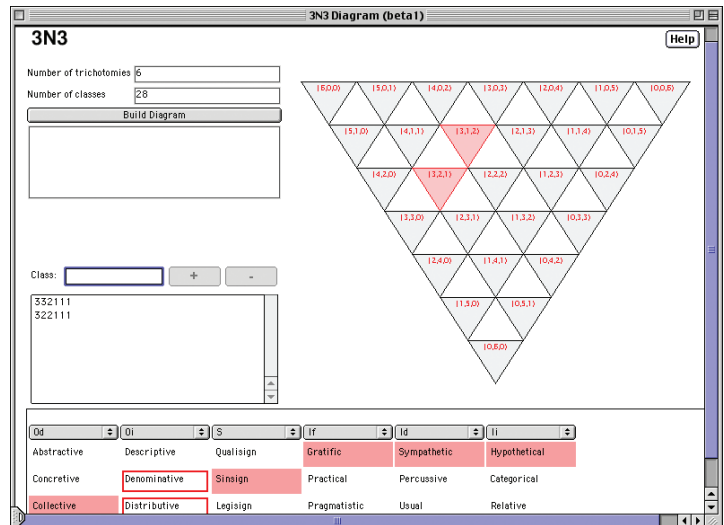 3N3 Diagram (beta1)
3N3
Help
Number of trichotomies 6
Number of classes 28
Build Diagram
(6,0,0) (5,0,1) (4,0,2) (3,0,3) (2,0,4) (1,0,5) (0,0,6)
(5,1,0) (4,1,1) (3,1,2) (2,1,3) (1,1,4) (0,1,5)
(4,2,0) (3,2,1) (2,2,2) (1,2,3) (0,2,4)
(3,3,0) (2,3,1) (1,3,2) (0,3,3)
(2,4,0) (1,4,1) (0,4,2)
(1,5,0) (0,5,1)
(0,6,0)
Class: + -
332111
322111
Od Oi S If Id Ii
Abstractive Descriptive Qualisign Gratific Sympathetic Hypothetical
Concretive Denominative Sinsign Practical Percussive Categorical
Collective Distributive Legisign Pragmatistic Usual Relative